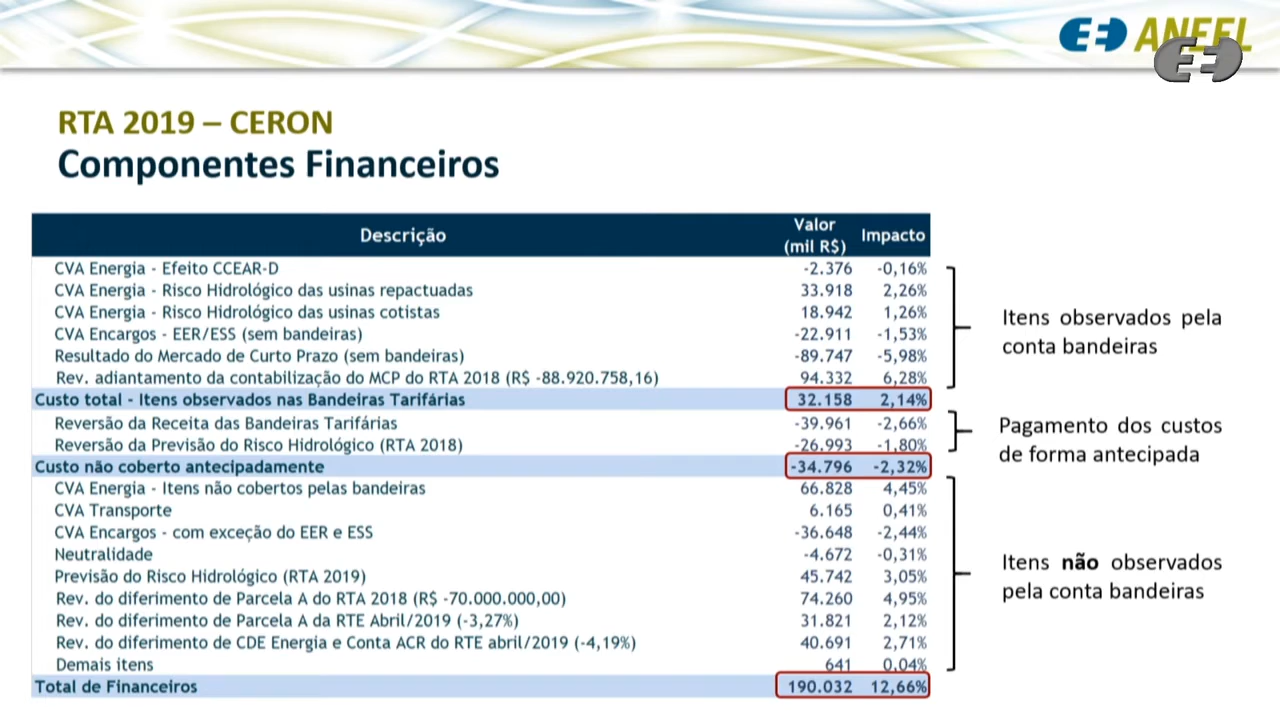 ANEEL
RTA 2019 – CERON
Componentes Financeiros
Descrição Valor (mil R$) Impacto
CVA Energia - Efeito CCEAR-D -2.376 -0,16%
CVA Energia - Risco Hidrológico das usinas repactuadas 33.918 2,26%
CVA Energia - Risco Hidrológico das usinas cotistas 18.942 1,26%
CVA Encargos - EER/ESS (sem bandeiras) -22.911 -1,53%
Resultado do Mercado de Curto Prazo (sem bandeiras) -89.747 -5,98%
Rev. adiantamento da contabilização do MCP do RTA 2018 (R$ -88.920.758,16) 94.332 6,28%
Itens observados pela
conta bandeiras
Custo total - Itens observados nas Bandeiras Tarifárias 32.158 2,14%
Reversão da Receita das Bandeiras Tarifárias -39.961 -2,66%
Reversão da Previsão do Risco Hidrológico (RTA 2018) -26.993 -1,80%
Pagamento dos custos
de forma antecipada
Custo não coberto antecipadamente -34.796 -2,32%
CVA Energia - Itens não cobertos pelas bandeiras 66.828 4,45%
CVA Transporte 6.165 0,41%
CVA Encargos - com exceção do EER e ESS -36.648 -2,44%
Neutralidade -4.672 -0,31%
Previsão do Risco Hidrológico (RTA 2019) 45.742 3,05%
Rev. do diferimento de Parcela A do RTA 2018 (R$ -70.000.000,00) 74.260 4,95%
Rev. do diferimento de Parcela A da RTE Abril/2019 (-3,27%) 31.821 2,12%
Rev. do diferimento de CDE Energia e Conta ACR do RTE abril/2019 (-4,19%) 40.691 2,71%
Demais itens 641 0,04%
Itens não observados
pela conta bandeiras
Total de Financeiros 190.032 12,66%